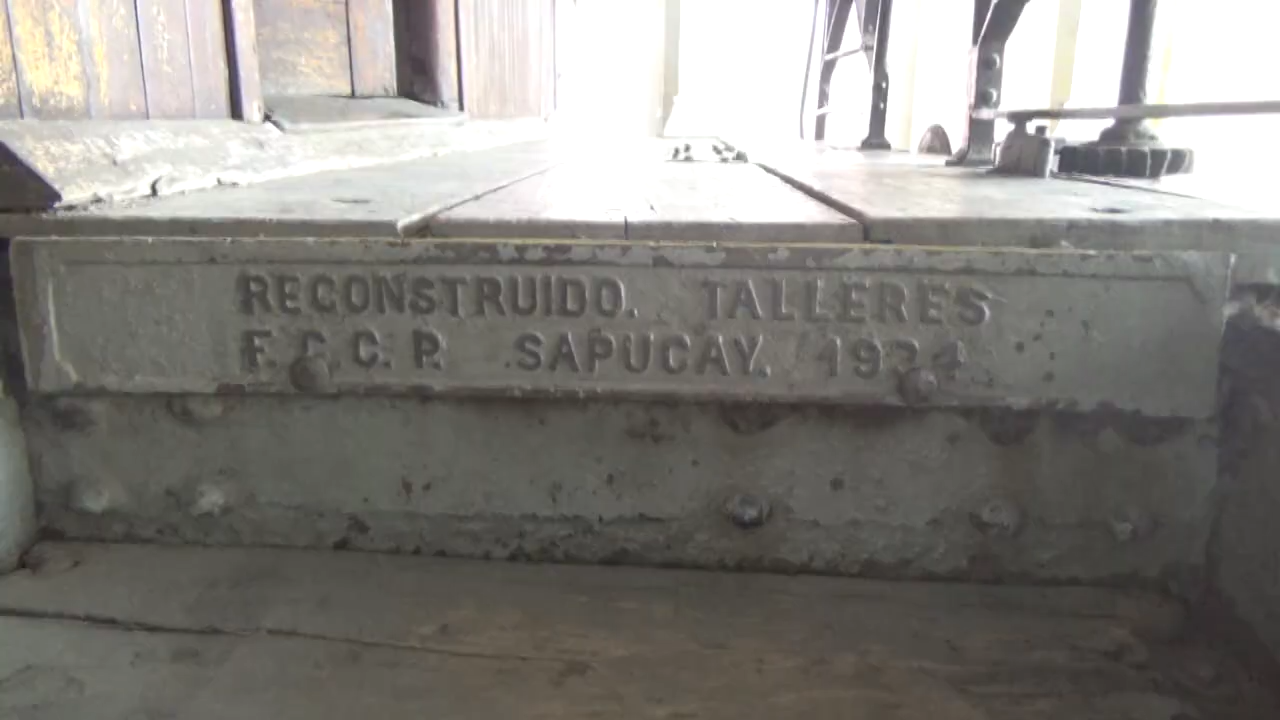 RECONSTRUIDO. TALLERES
F. C. C. P. SAPUCAY.